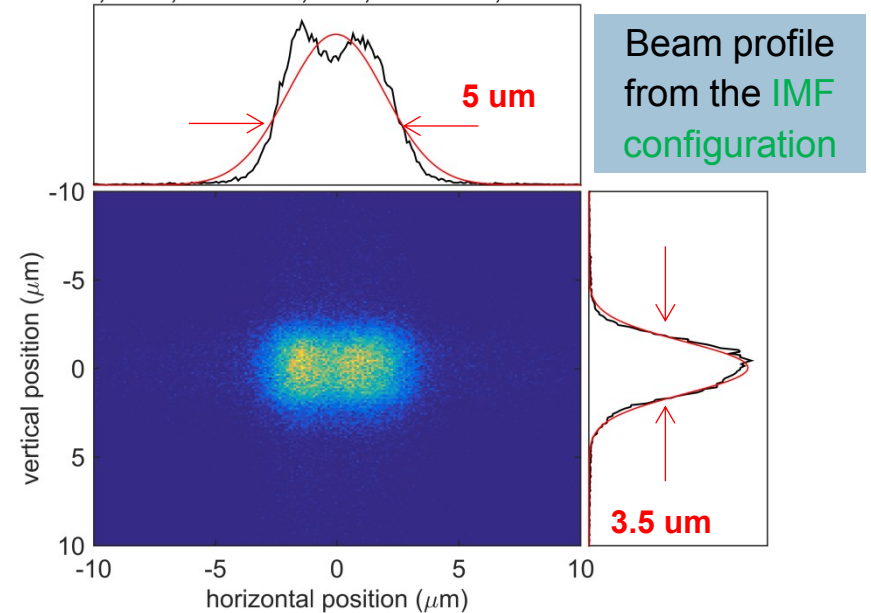 5 um
Beam profile
from the IMF
configuration
-10
-5
0
5
10
vertical position (μm)
-10
-5
0
5
10
horizontal position (μm)
3.5 um